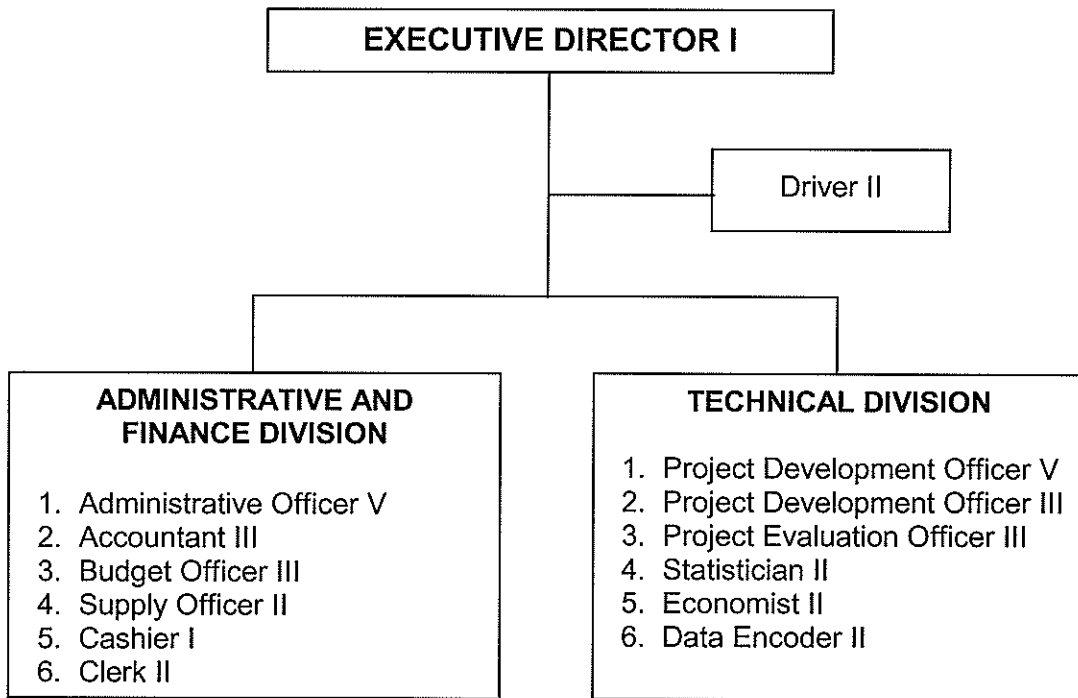 EXECUTIVE DIRECTOR I
Driver II
ADMINISTRATIVE AND
FINANCE DIVISION
1. Administrative Officer V
2. Accountant III
3. Budget Officer III
4. Supply Officer II
5. Cashier I
6. Clerk II
TECHNICAL DIVISION
1. Project Development Officer V
2. Project Development Officer III
3. Project Evaluation Officer III
4. Statistician II
5. Economist II
6. Data Encoder II